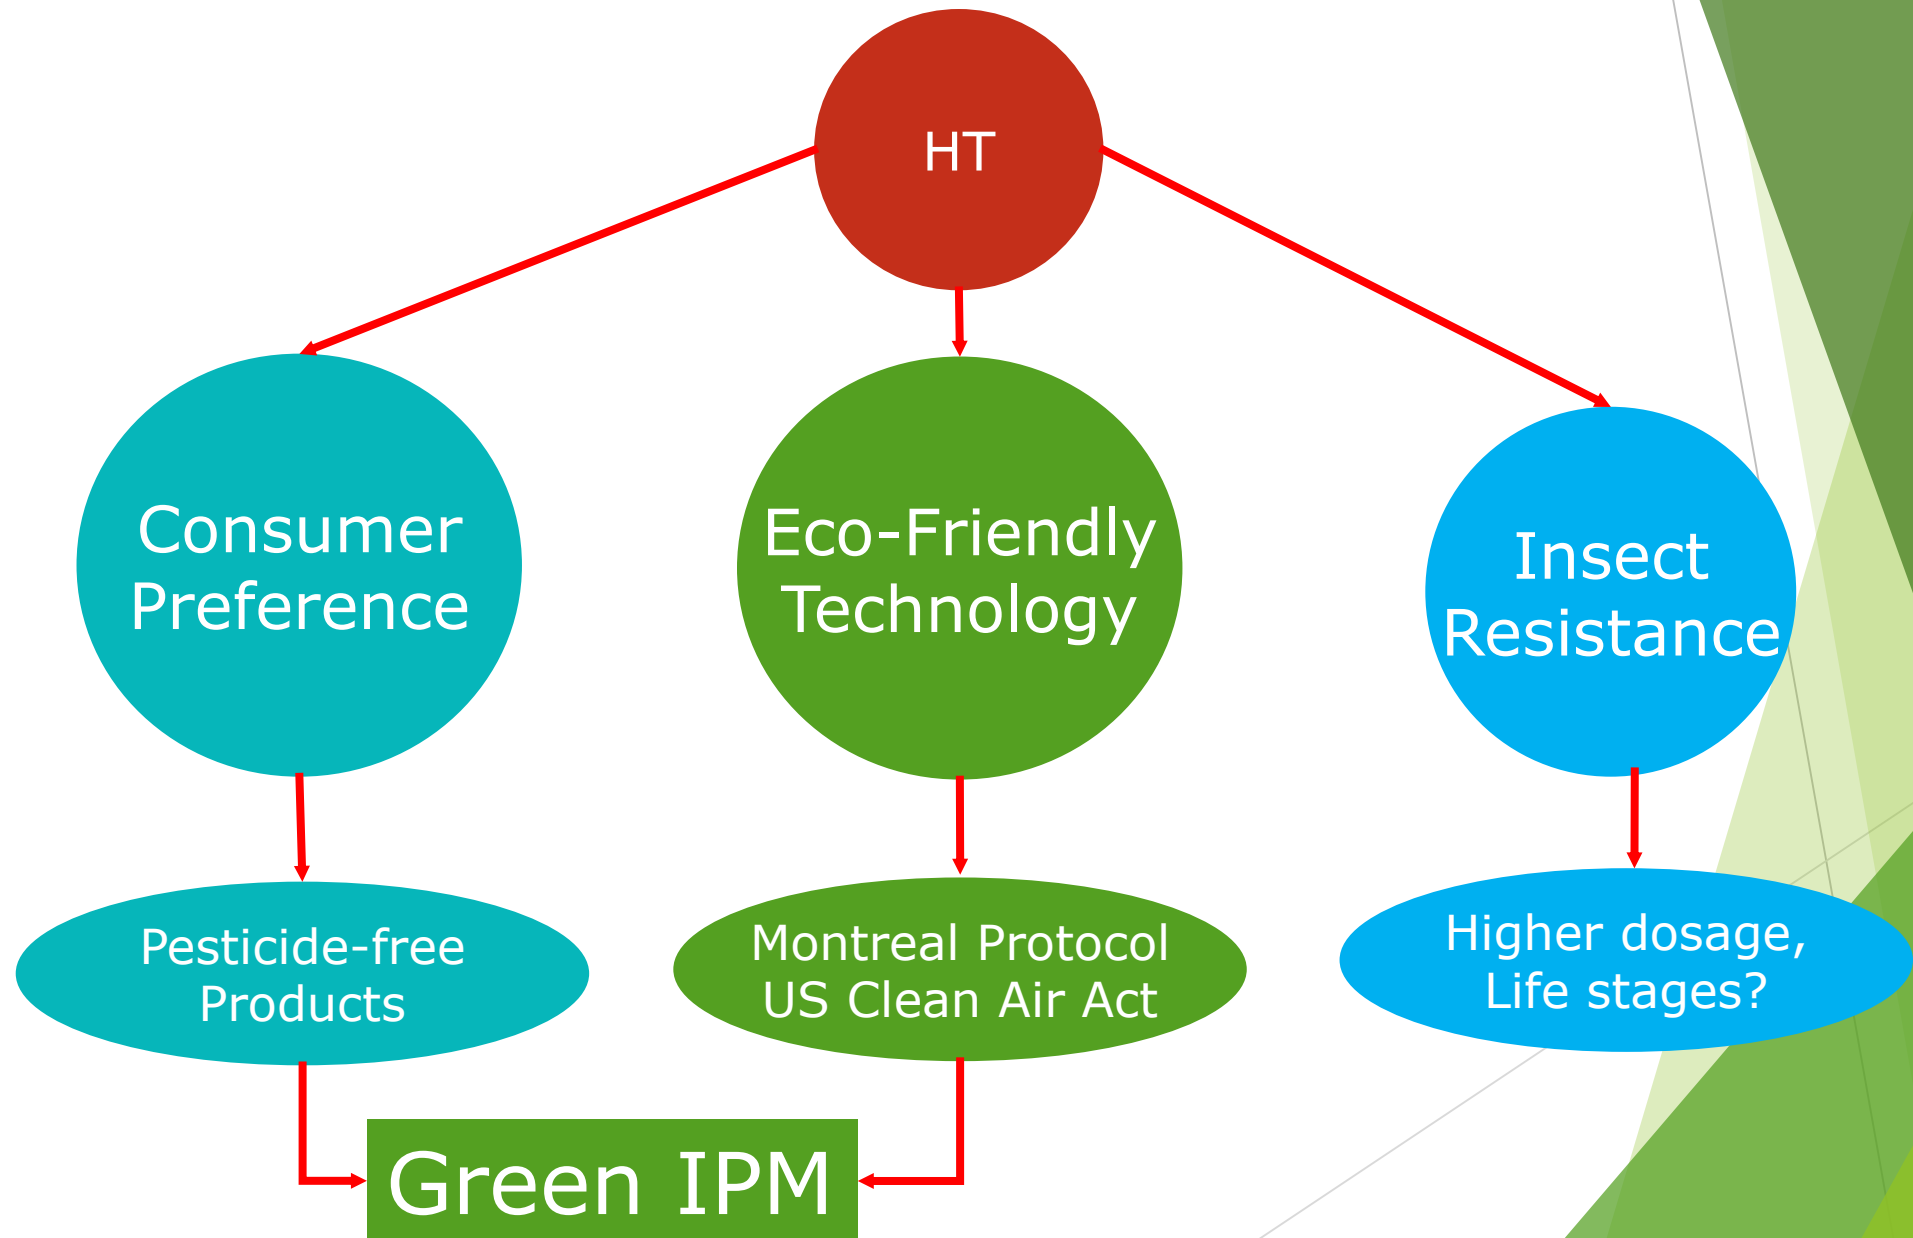 HT
Consumer
Preference
Eco-Friendly
Technology
Insect
Resistance
Pesticide-free
Products
Montreal Protocol
US Clean Air Act
Higher dosage,
Life stages?
Green IPM